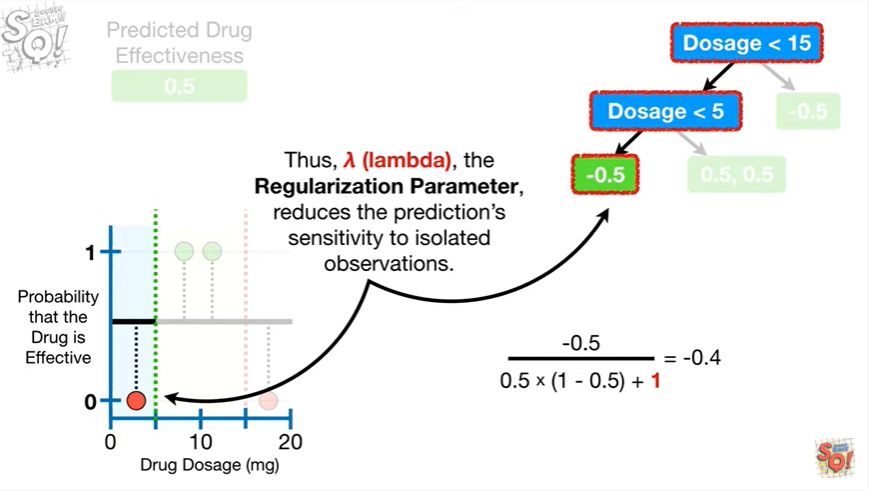 Predicted Drug
Effectiveness
0.5
Dosage < 15
Dosage < 5
-0.5
-0.5
0.5, 0.5
Thus, λ (lambda), the
Regularization Parameter,
reduces the prediction's
sensitivity to isolated
observations.
1
Probability
that the
Drug is
Effective
0
0
10
20
Drug Dosage (mg)
-0.5
0.5 × (1 - 0.5) + 1
= -0.4
SQ!
SQ!